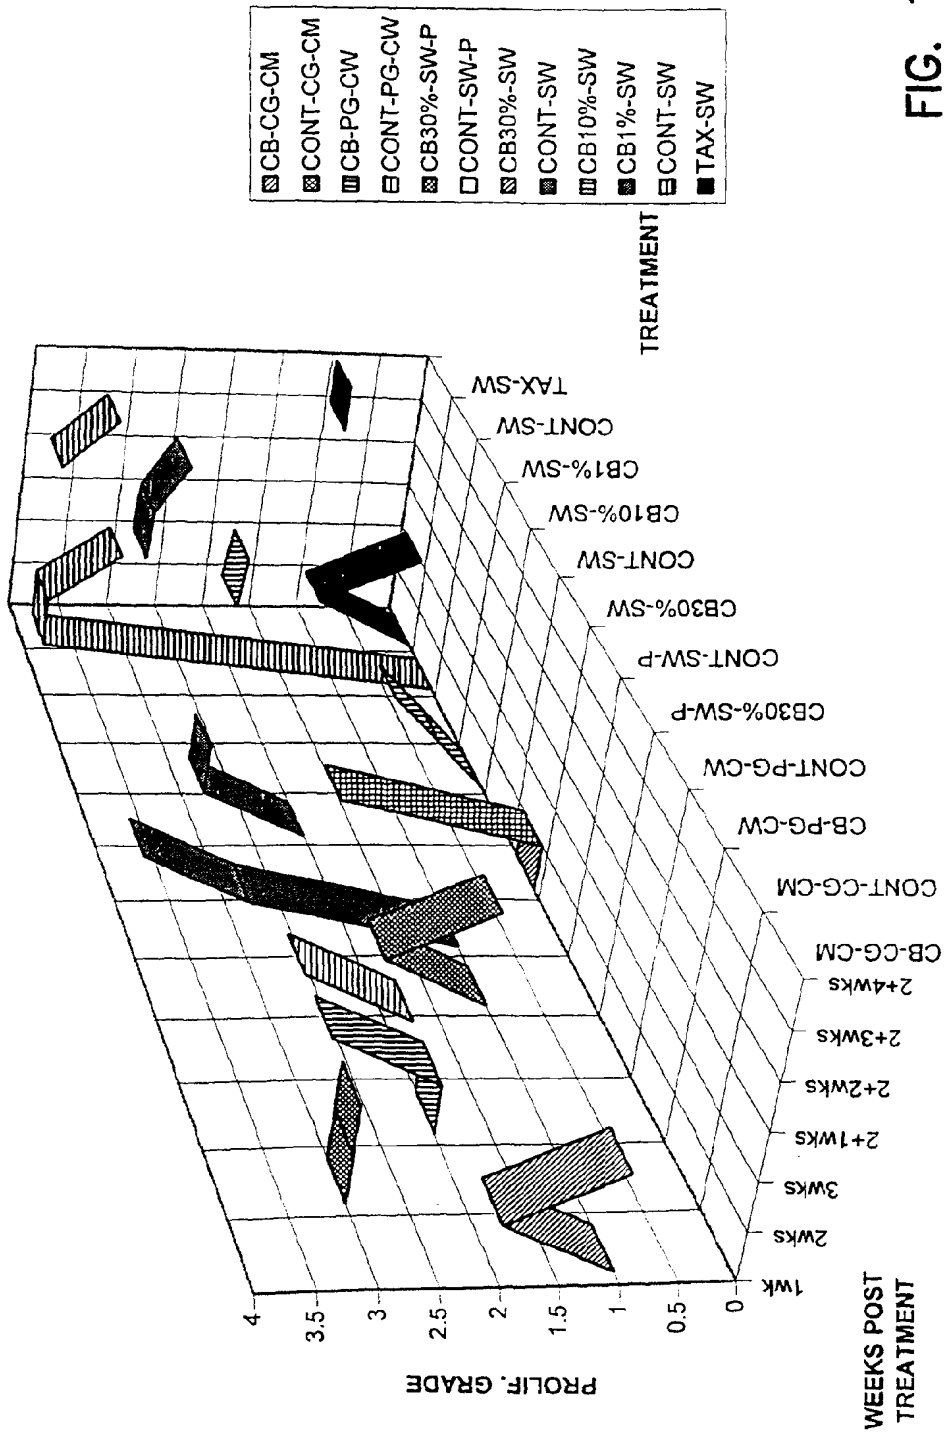 CB-CG-CM
CONT-CG-CM
CB-PG-CW
CONT-PG-CW
CB30%-SW-P
CONT-SW-P
CB30%-SW
CONT-SW
CB10%-SW
CB1%-SW
CONT-SW
TAX-SW
FIG.
TREATMENT
TAX-SW
CONT-SW
CB1%-SW
CB10%-SW
CONT-SW
CB30%-SW
CONT-SW-P
CB30%-SW-P
CONT-PG-CW
CB-PG-CW
CONT-CG-CM
CB-CG-CM
2+4wks
2+3wks
2+2wks
2+1wks
3wks
2wks
1wk
4
3.5
3
2.5
2
1.5
1
0.5
0
PROLIF. GRADE
WEEKS POST
TREATMENT